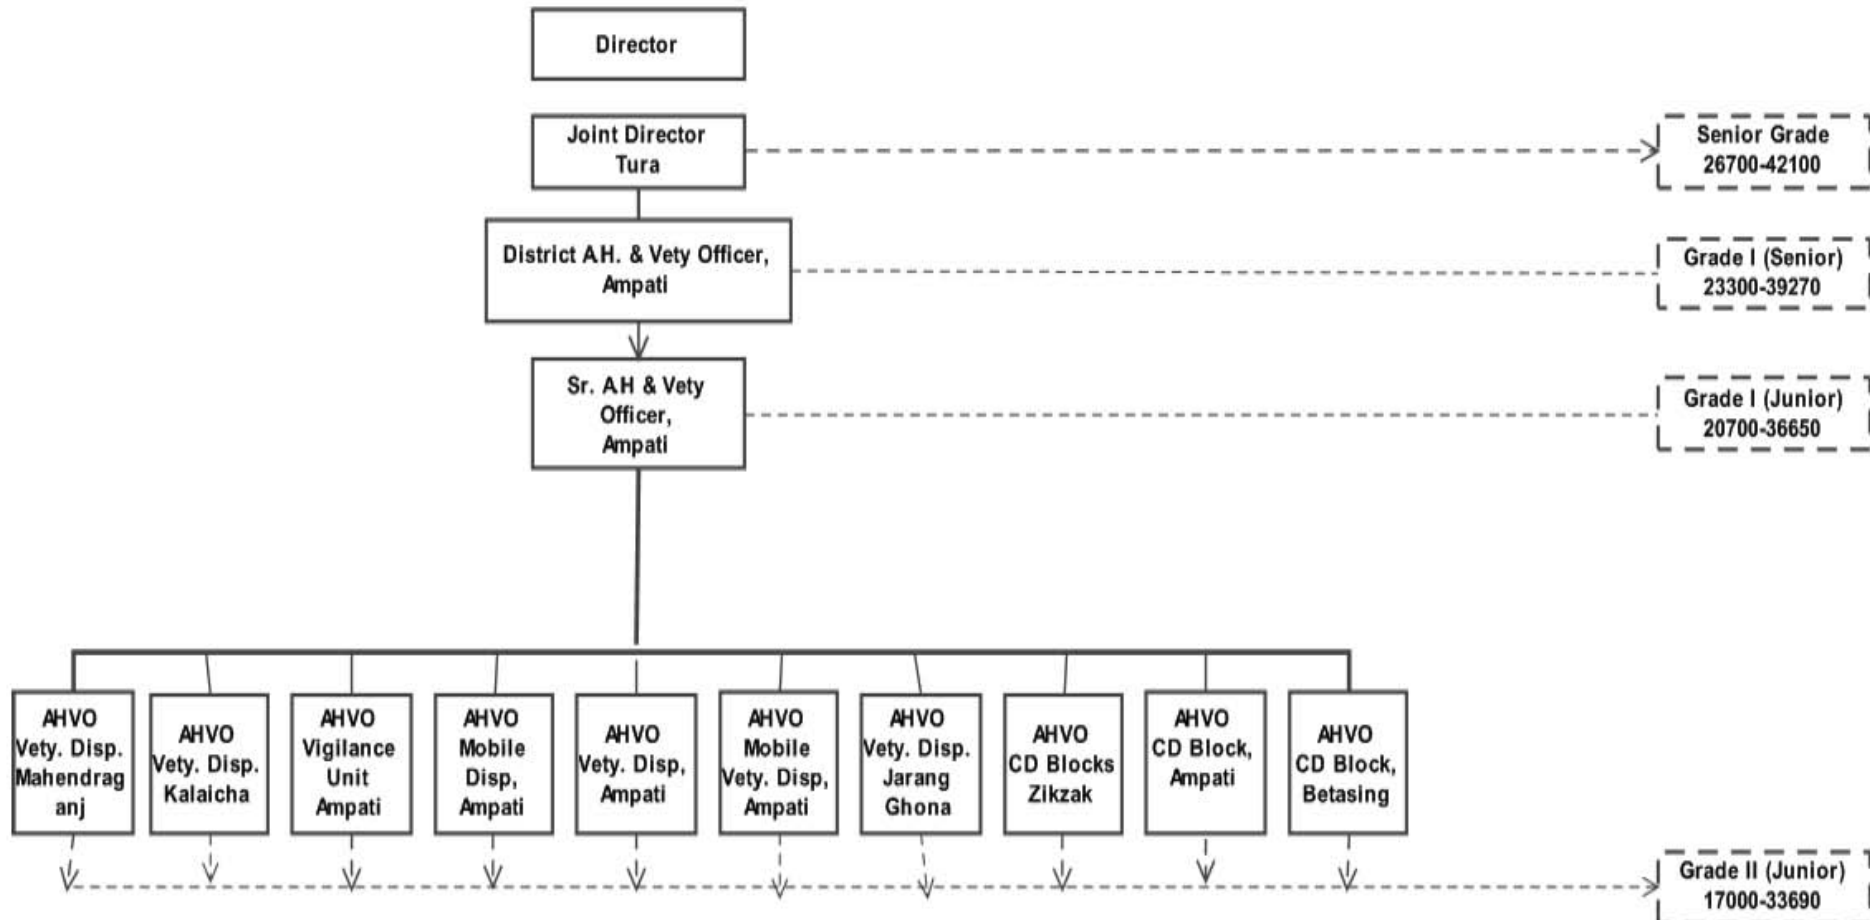 Director
Joint Director
Tura
Senior Grade
26700-42100
District A.H. & Vety Officer,
Ampati
Grade I (Senior)
23300-39270
Sr. A.H & Vety
Officer,
Ampati
Grade I (Junior)
20700-36650
AHVO
Vety. Disp.
Mahendrag
anj
AHVO
Vety. Disp.
Kalaicha
AHVO
Vigilance
Unit
Ampati
AHVO
Mobile
Disp,
Ampati
AHVO
Vety. Disp,
Ampati
AHVO
Mobile
Vety. Disp,
Ampati
AHVO
Vety. Disp.
Jarang
Ghona
AHVO
CD Blocks
Zikzak
AHVO
CD Block,
Ampati
AHVO
CD Block,
Betasing
Grade II (Junior)
17000-33690